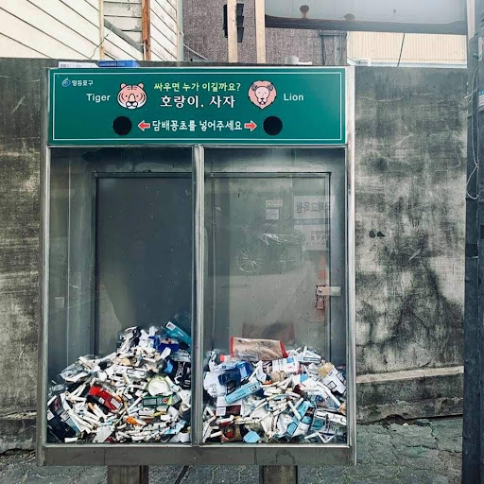 영등포구
싸우면 누가 이길까요?
Tiger 호랑이, 사자 Lion
담배꽁초를 넣어주세요